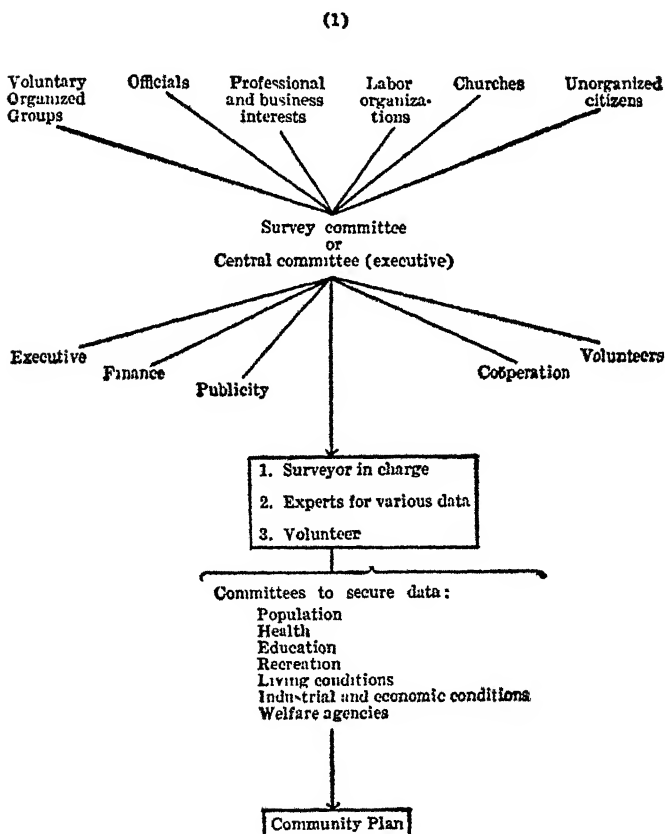 (1)
Voluntary
Organized
Groups
Officials
Professional
and business
interests
Labor
organiza-
tions
Churches
Unorganized
citizens
Survey committee
or
Central committee (executive)
Executive
Finance
Publicity
Coöperation
Volunteers
1. Surveyor in charge
2. Experts for various data
3. Volunteer
Committees to secure data:
Population
Health
Education
Recreation
Living conditions
Industrial and economic conditions
Welfare agencies
Community Plan